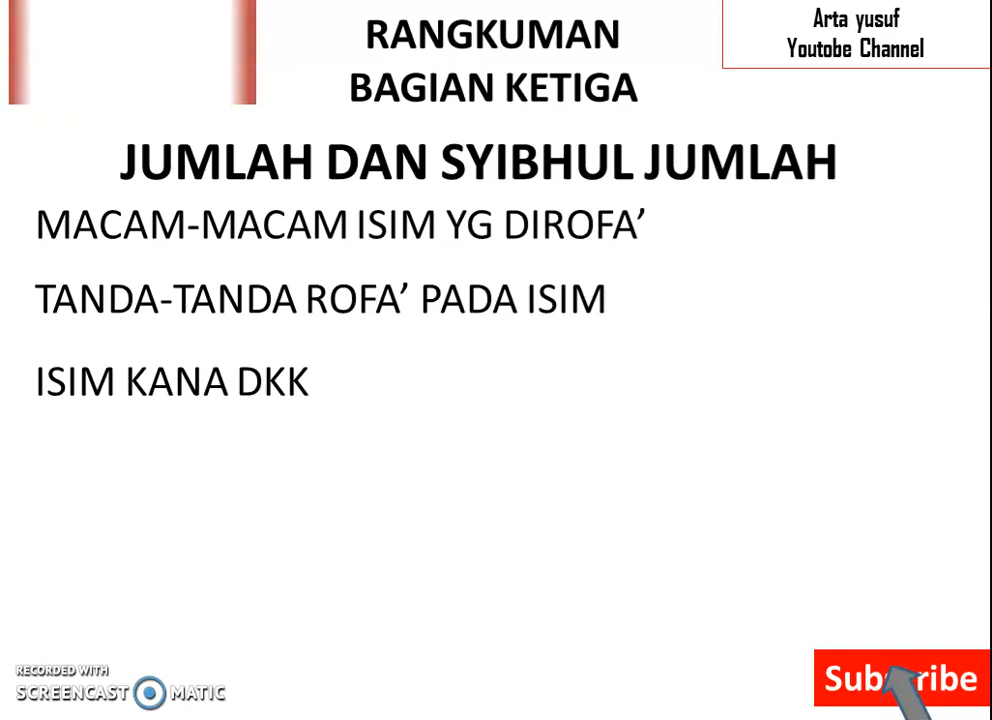 RANGKUMAN
BAGIAN KETIGA
Arta yusuf
Youtobe Channel
JUMLAH DAN SYIBHUL JUMLAH
MACAM-MACAM ISIM YG DIROFA’
TANDA-TANDA ROFA’ PADA ISIM
ISIM KANA DKK
RECORDED WITH
SCREENCAST MATIC
Subscribe